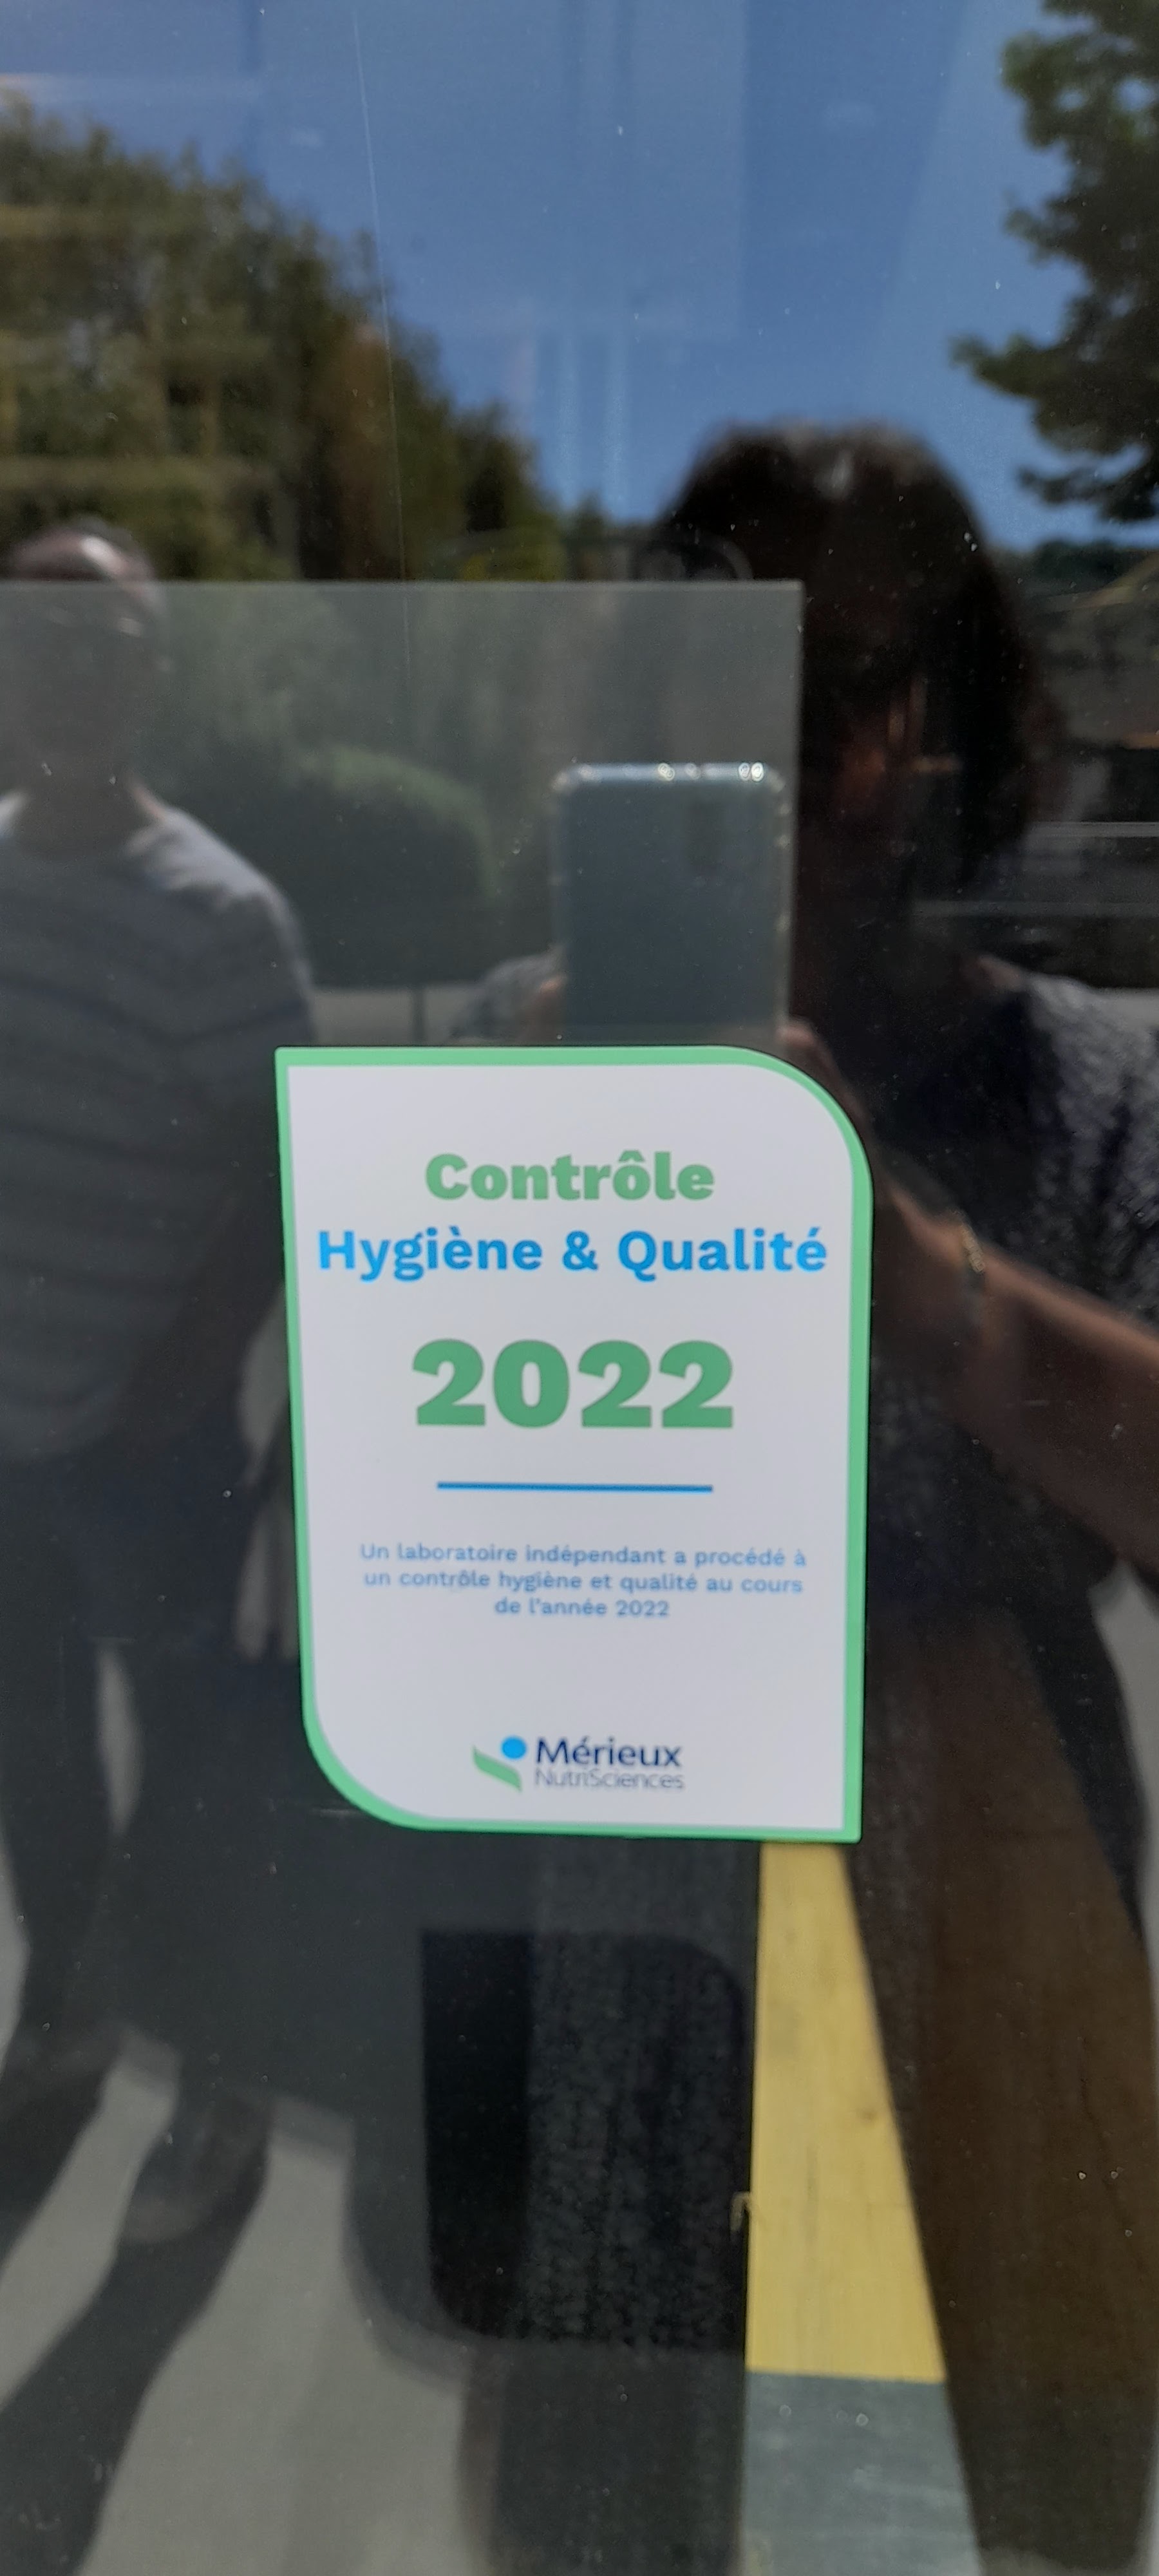 Contrôle
Hygiène & Qualité
2022
Un laboratoire indépendant a procédé à
un contrôle hygiène et qualité au cours
de l'année 2022
Mérieux
NutriSciences